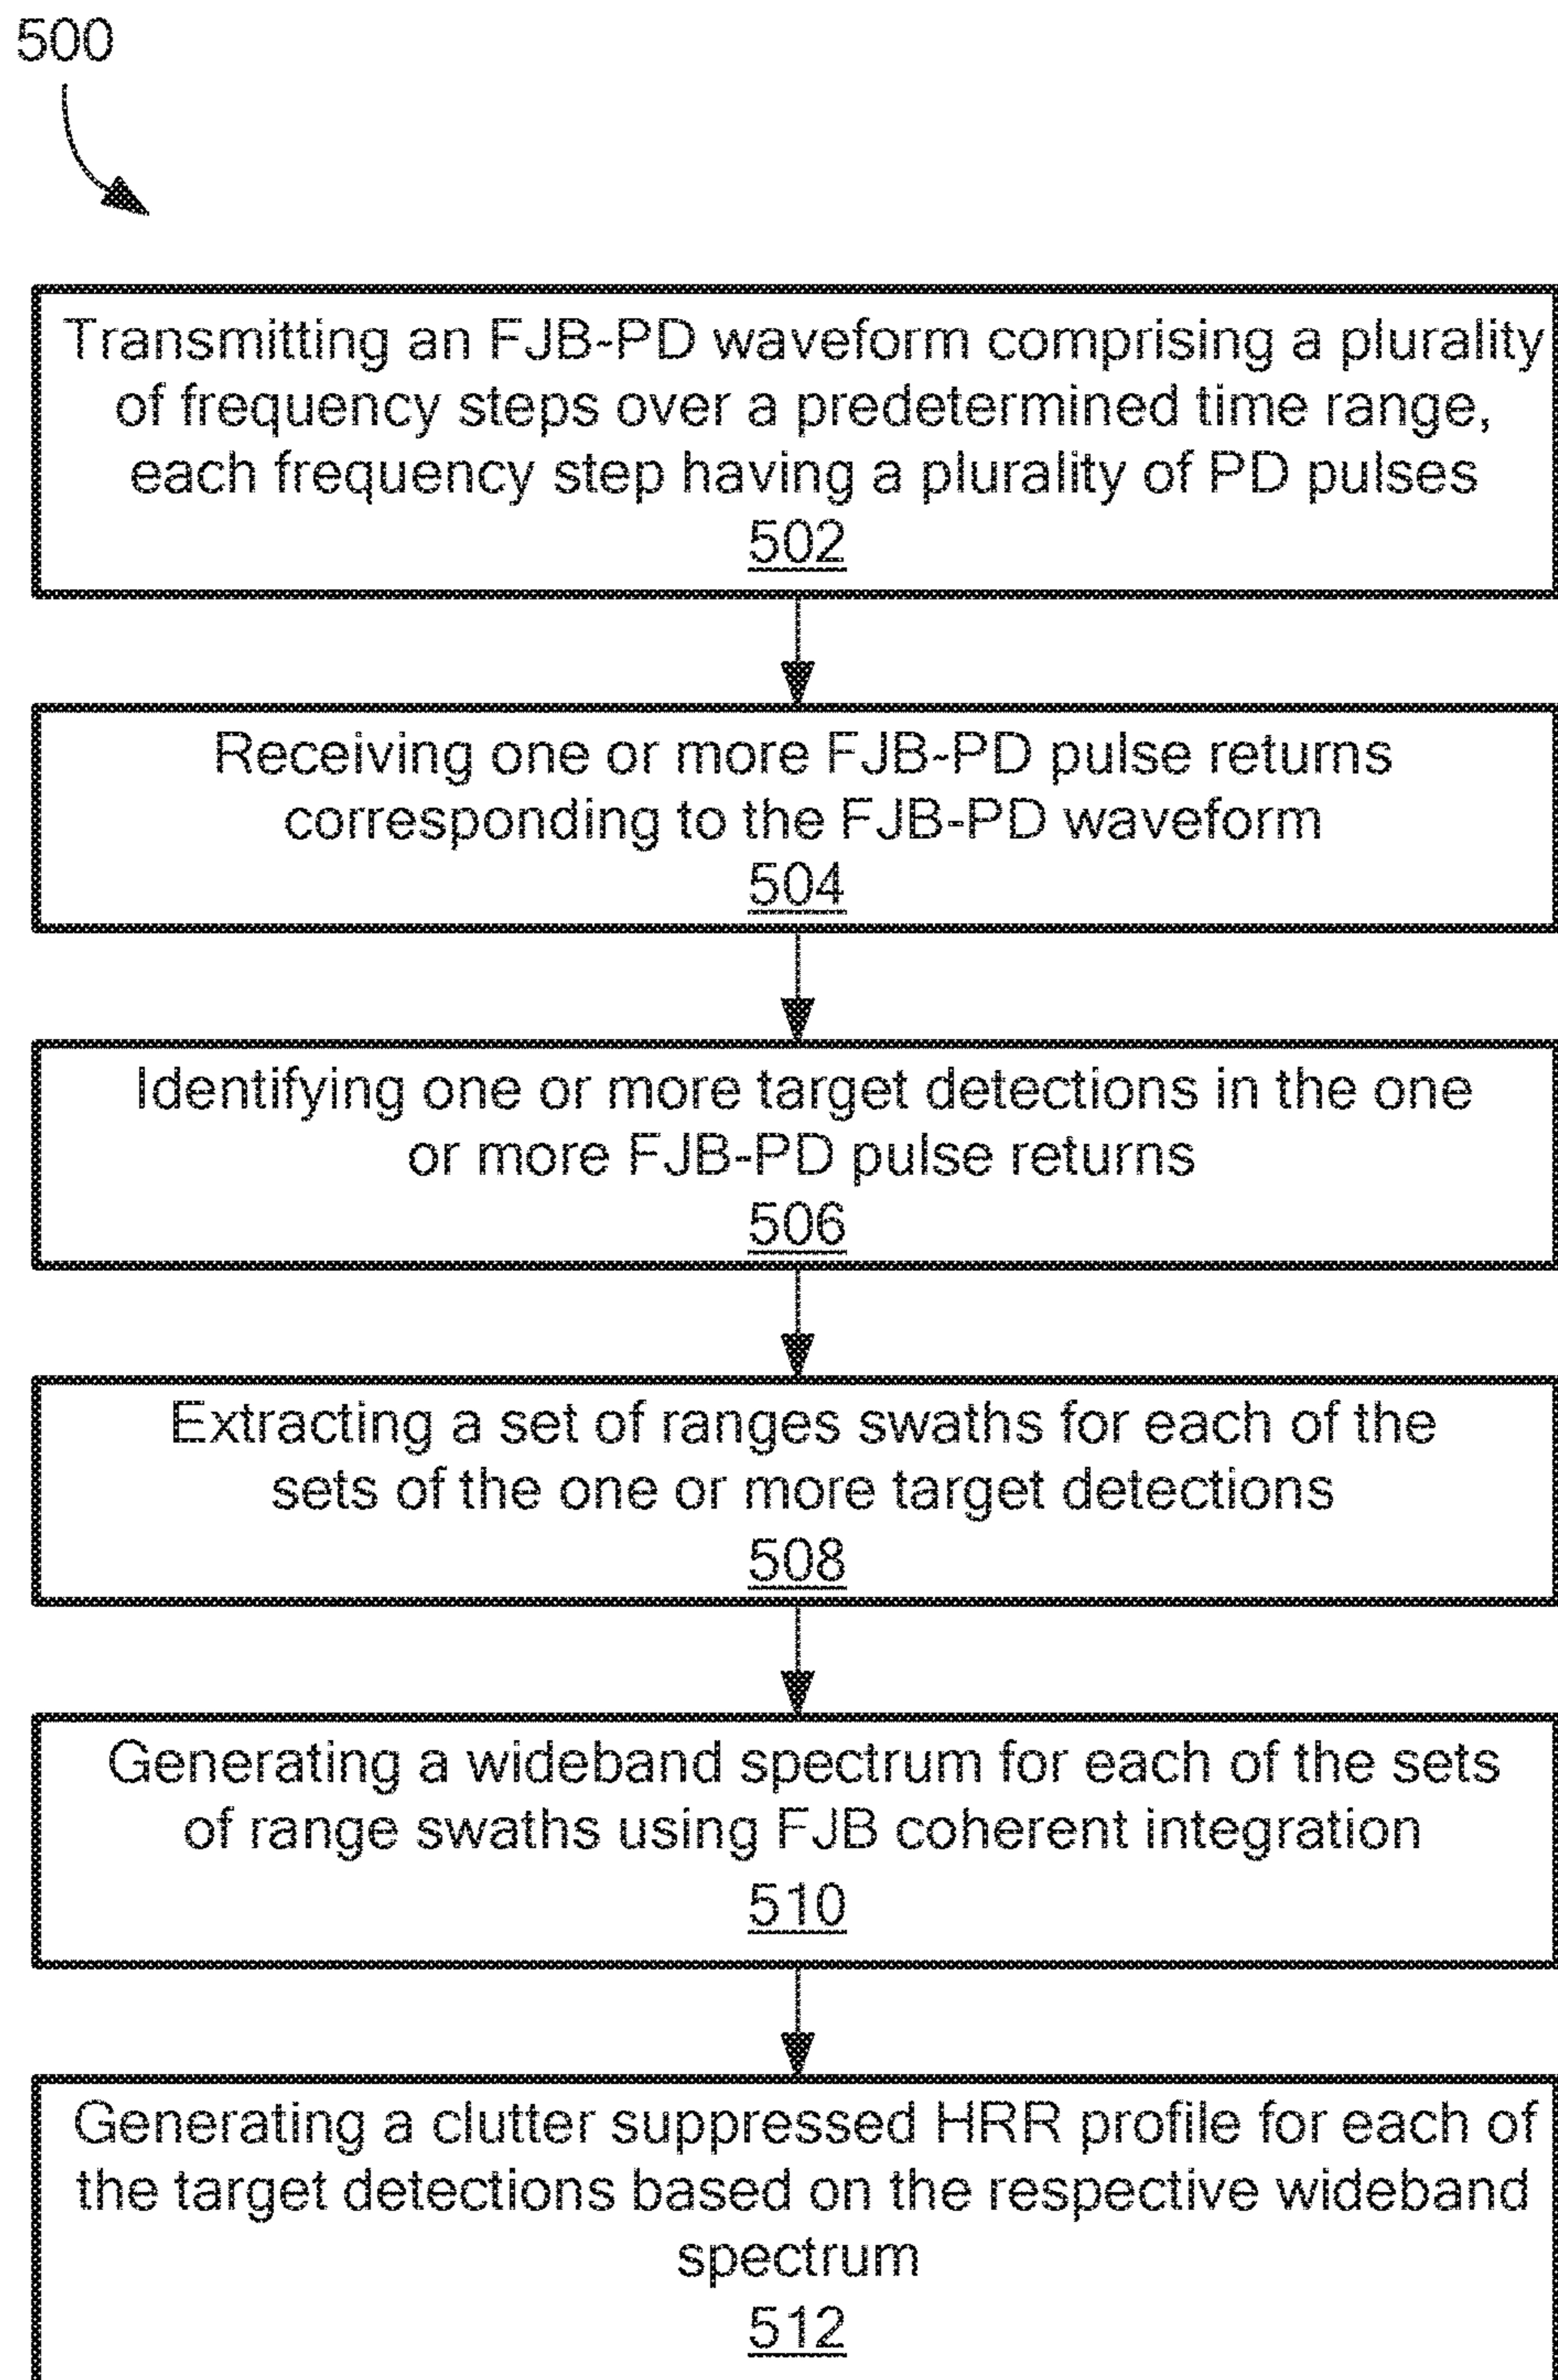 500
Transmitting an FJB-PD waveform comprising a plurality
of frequency steps over a predetermined time range,
each frequency step having a plurality of PD pulses
502
Receiving one or more FJB-PD pulse returns
corresponding to the FJB-PD waveform
504
Identifying one or more target detections in the one
or more FJB-PD pulse returns
506
Extracting a set of ranges swaths for each of the
sets of the one or more target detections
508
Generating a wideband spectrum for each of the sets
of range swaths using FJB coherent integration
510
Generating a clutter suppressed HRR profile for each of
the target detections based on the respective wideband
spectrum
512